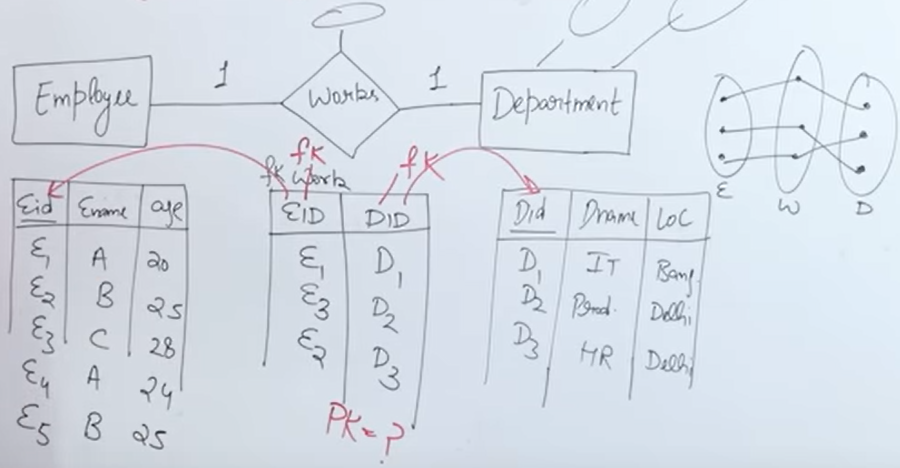 Employee 1 Works 1 Department
fk
fk work
fk
Eid Ename age
E1 A 20
E2 B 25
E3 C 28
E4 A 24
E5 B 25
EID DID
E1 D1
E3 D2
E2 D3
PK = ?
Did Dname Loc
D1 IT Bang.
D2 Prod. Delhi
D3 HR Delhi
E W D